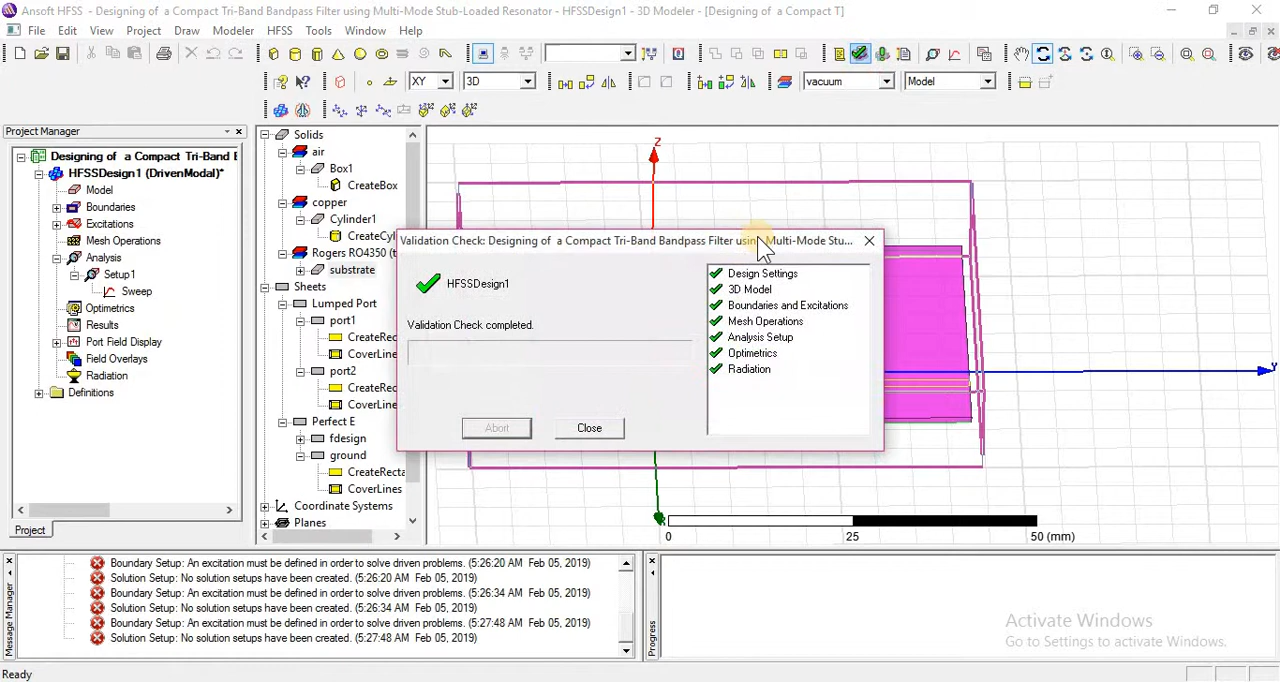 Ansoft HFSS - Designing of a Compact Tri-Band Bandpass Filter using Multi-Mode Stub-Loaded Resonator - HFSSDesign1 - 3D Modeler - [Designing of a Compact T]
File Edit View Project Draw Modeler HFSS Tools Window Help
XY 3D vacuum Model
Project Manager
Designing of a Compact Tri-Band E
HFSSDesign1 (DrivenModal)*
Model
Boundaries
Excitations
Mesh Operations
Analysis
Setup1
Sweep
Optimetrics
Results
Port Field Display
Field Overlays
Radiation
Definitions
Project
Solids
air
Box1
CreateBox
copper
Cylinder1
CreateCyl
Rogers RO4350 (t
substrate
Sheets
Lumped Port
port1
CreateRec
CoverLine
port2
CreateRec
CoverLine
Perfect E
fdesign
ground
CreateRecta
CoverLines
Coordinate Systems
Planes
Z
Y
0 25 50 (mm)
Validation Check: Designing of a Compact Tri-Band Bandpass Filter using Multi-Mode Stu...
HFSSDesign1
Validation Check completed.
Abort Close
Design Settings
3D Model
Boundaries and Excitations
Mesh Operations
Analysis Setup
Optimetrics
Radiation
Message Manager
Boundary Setup: An excitation must be defined in order to solve driven problems. (5:26:20 AM Feb 05, 2019)
Solution Setup: No solution setups have been created. (5:26:20 AM Feb 05, 2019)
Boundary Setup: An excitation must be defined in order to solve driven problems. (5:26:34 AM Feb 05, 2019)
Solution Setup: No solution setups have been created. (5:26:34 AM Feb 05, 2019)
Boundary Setup: An excitation must be defined in order to solve driven problems. (5:27:48 AM Feb 05, 2019)
Solution Setup: No solution setups have been created. (5:27:48 AM Feb 05, 2019)
Progress
Activate Windows
Go to Settings to activate Windows.
Ready